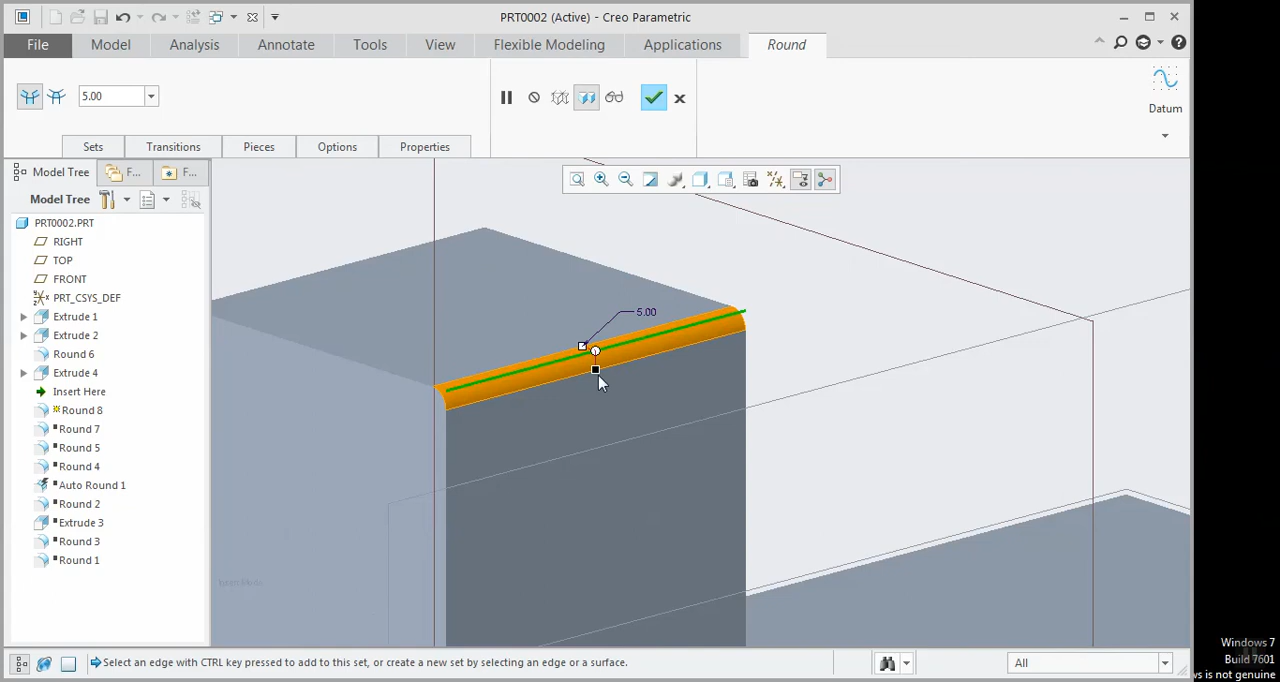 PRT0002 (Active) - Creo Parametric
File Model Analysis Annotate Tools View Flexible Modeling Applications Round
5.00
Datum
Sets Transitions Pieces Options Properties
Model Tree F... F...
Model Tree
PRT0002.PRT
RIGHT
TOP
FRONT
PRT_CSYS_DEF
Extrude 1
Extrude 2
Round 6
Extrude 4
Insert Here
Round 8
Round 7
Round 5
Round 4
Auto Round 1
Round 2
Extrude 3
Round 3
Round 1
5.00
Select an edge with CTRL key pressed to add to this set, or create a new set by selecting an edge or a surface.
All
Windows 7
Build 7601
ws is not genuine